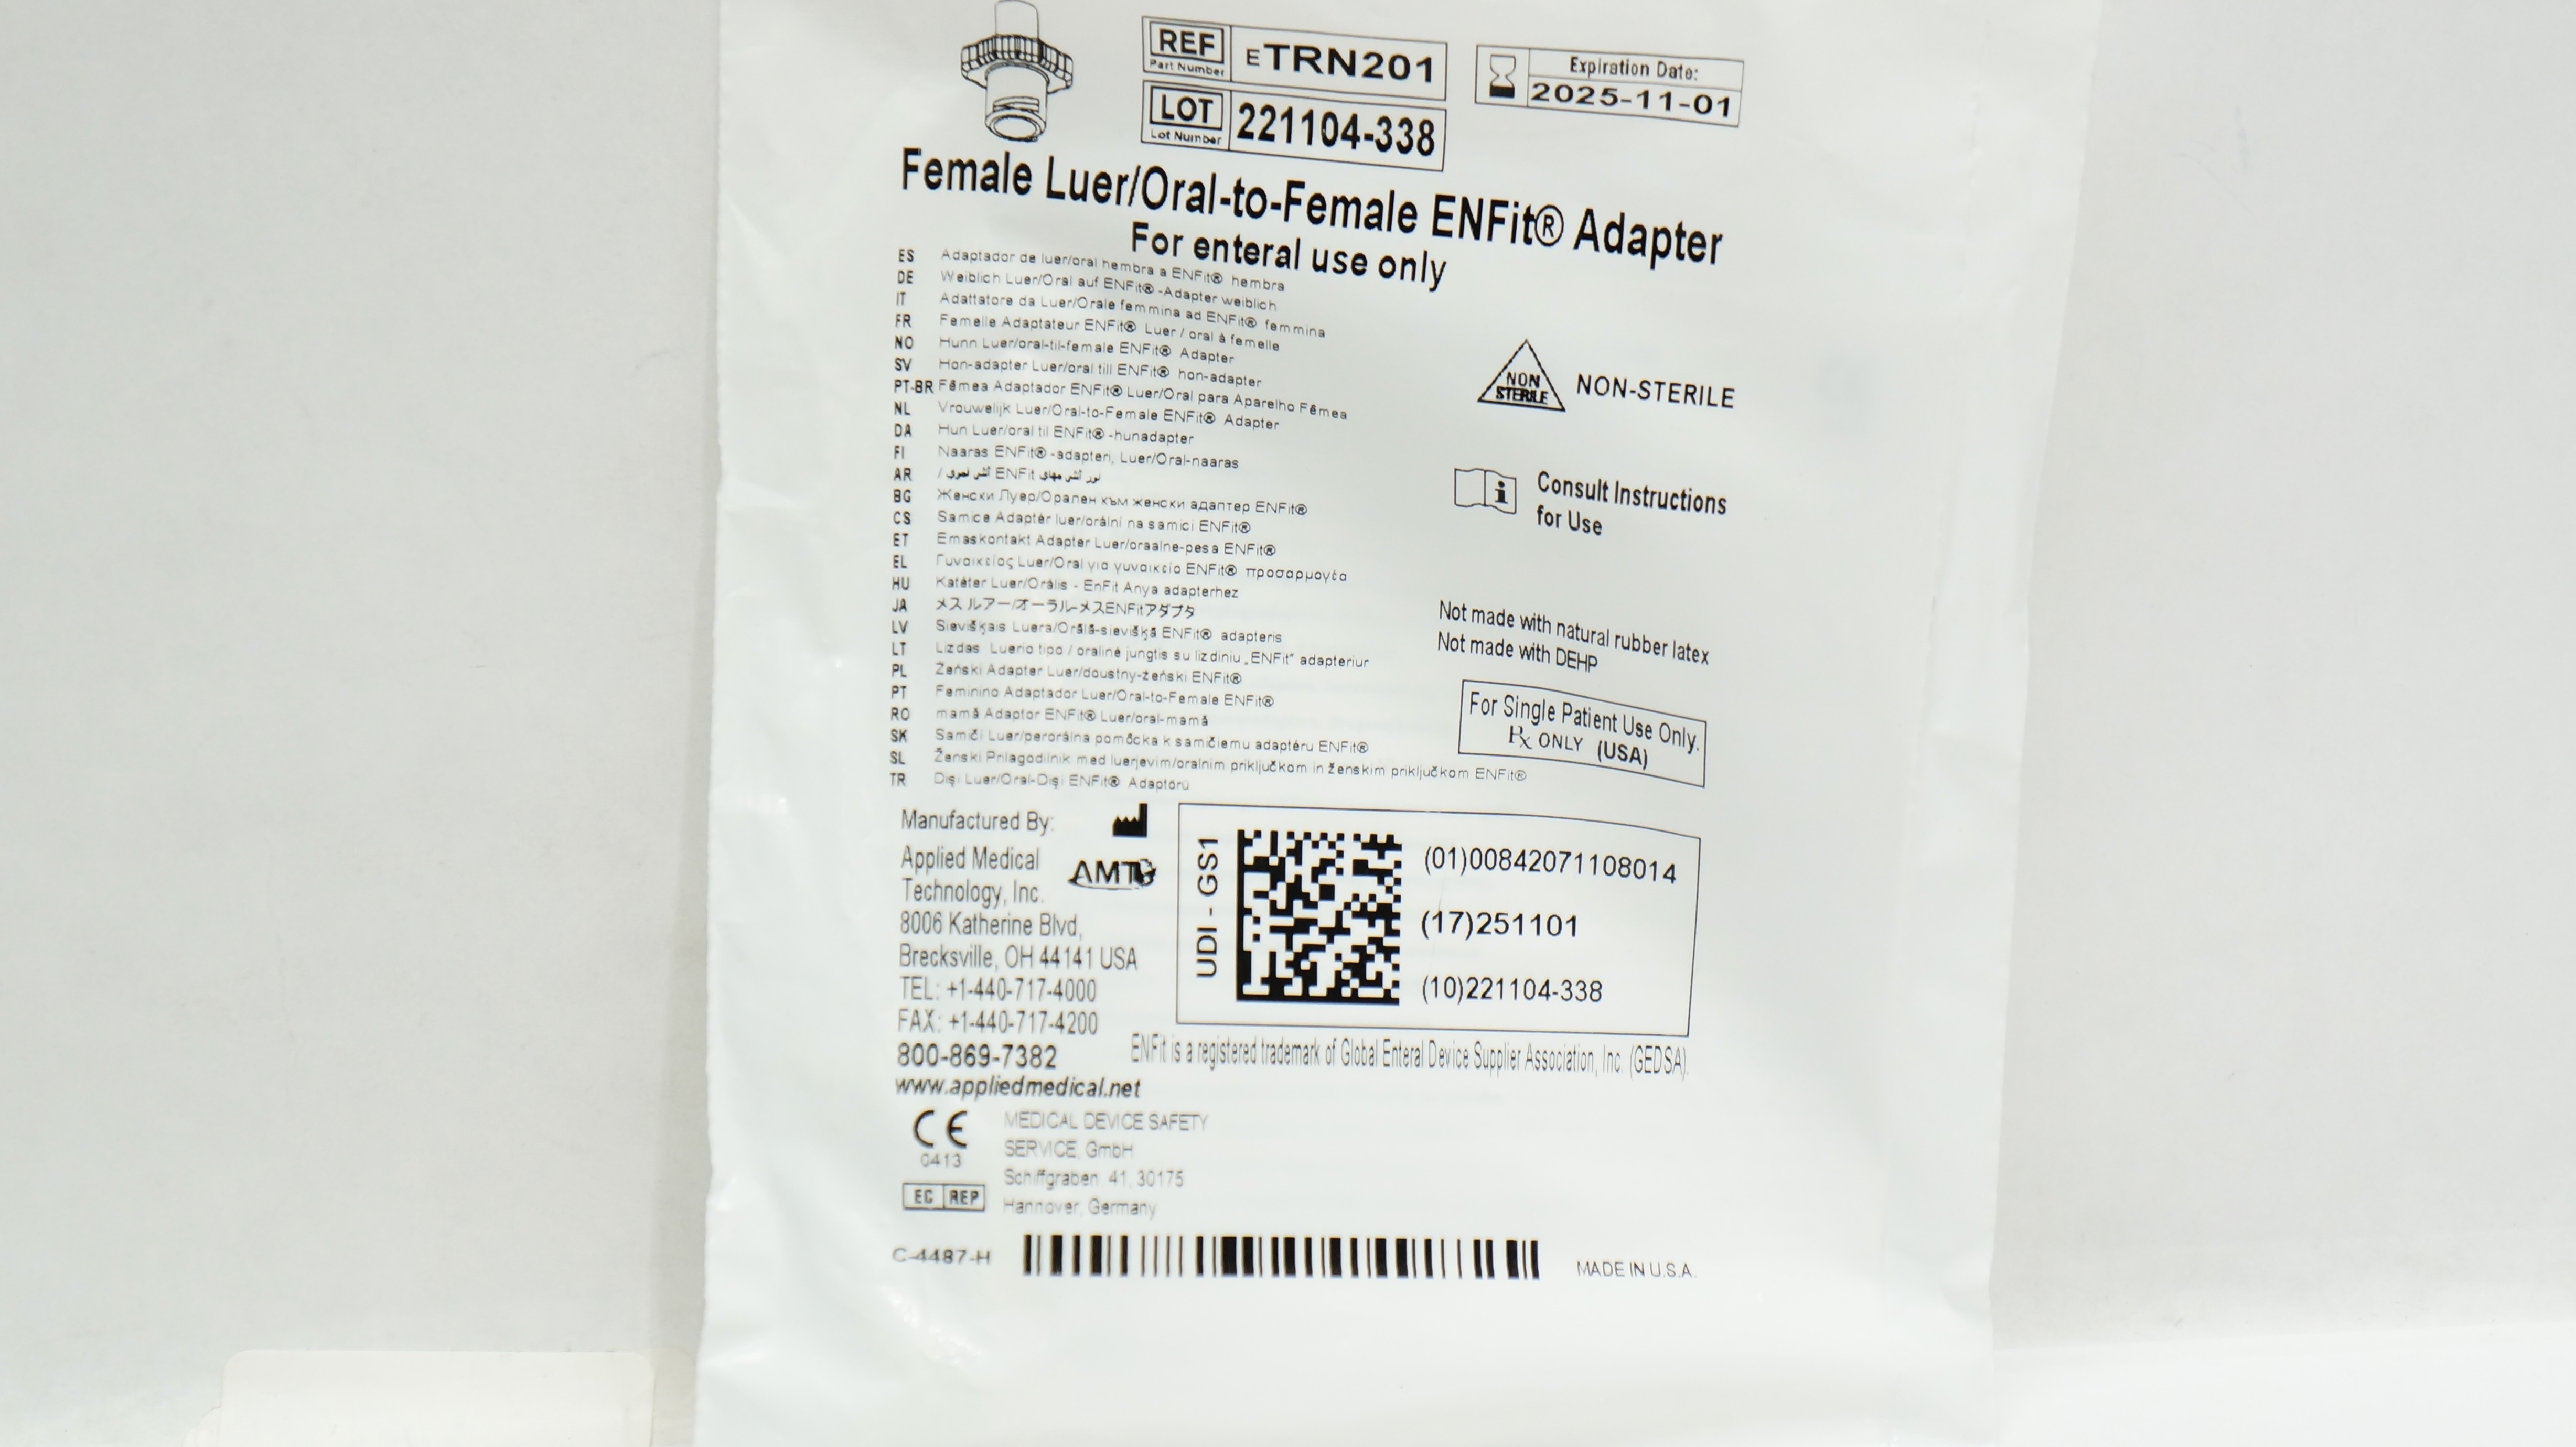 REF
Part Number
ETRN201
LOT
Lot Number
221104-338
Expiration Date:
2025-11-01
Female Luer/Oral-to-Female ENFit® Adapter
For enteral use only
ES Adaptador de luer/oral hembra a ENFit® hembra
DE Weiblich Luer/Oral auf ENFit®-Adapter weiblich
IT Adattatore da Luer/Orale femmina ad ENFit® femmina
FR Femelle Adaptateur ENFit® Luer / oral à femelle
NO Hunn Luer/oral-til-female ENFit® Adapter
SV Hon-adapter Luer/oral till ENFit® hon-adapter
PT-BR Fêmea Adaptador ENFit® Luer/Oral para Aparelho Fêmea
NL Vrouwelijk Luer/Oral-to-Female ENFit® Adapter
DA Hun Luer/oral til ENFit®-hunadapter
FI Naaras ENFit®-adapteri, Luer/Oral-naaras
AR ENFit
BG Женски Луер/Орален към женски адаптер ENFit®
CS Samice Adaptér luer/orální na samici ENFit®
ET Emaskontakt Adapter Luer/oraalne-pesa ENFit®
EL Γυναικείος Luer/Oral για γυναικείο ENFit® προσαρμογέα
HU Katéter Luer/Orális - EnFit Anya adapterhez
JA メス ルアー/オーラル-メスENFitアダプタ
LV Sievišķais Luera/Orālā-sievišķā ENFit® adapteris
LT Lizdas Luerio tipo / oralinė jungtis su lizdiniu „ENFit“ adapteriur
PL Żeński Adapter Luer/doustny-żeński ENFit®
PT Feminino Adaptador Luer/Oral-to-Female ENFit®
RO mamă Adaptor ENFit® Luer/oral-mamă
SK Samičí Luer/perorálna pomôcka k samičiemu adaptéru ENFit®
SL Ženski Prilagodilnik med luerjevim/oralnim priključkom in ženskim priključkom ENFit®
TR Dişi Luer/Oral-Dişi ENFit® Adaptörü
NON
STERILE
NON-STERILE
Consult Instructions
for Use
Not made with natural rubber latex
Not made with DEHP
For Single Patient Use Only.
Rx ONLY (USA)
Manufactured By:
Applied Medical
Technology, Inc.
AMT
8006 Katherine Blvd,
Brecksville, OH 44141 USA
TEL: +1-440-717-4000
FAX: +1-440-717-4200
800-869-7382
www.appliedmedical.net
UDI - GS1
(01)00842071108014
(17)251101
(10)221104-338
ENFit is a registered trademark of Global Enteral Device Supplier Association, Inc. (GEDSA).
CE
0413
EC REP
MEDICAL DEVICE SAFETY
SERVICE, GmbH
Schiffgraben 41, 30175
Hannover, Germany
C-4487-H
MADE IN U.S.A.